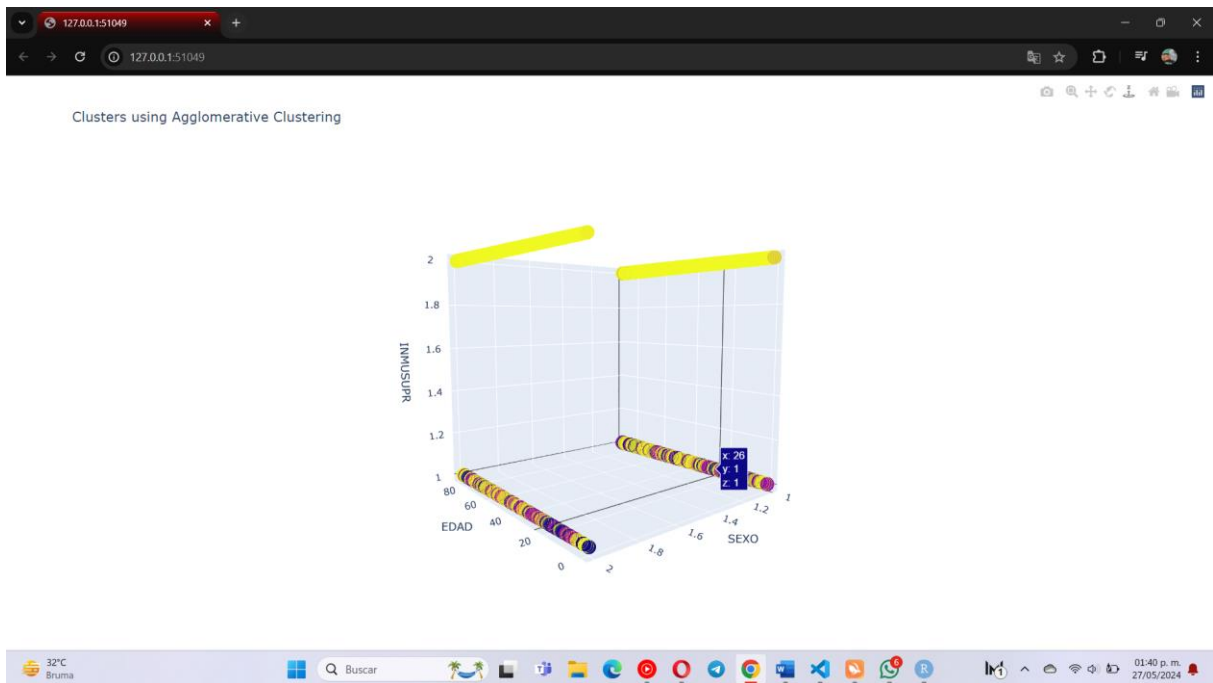 127.0.0.1:51049
127.0.0.1:51049
Clusters using Agglomerative Clustering
2
1.8
1.6
1.4
1.2
1
INMUSUPR
80
60
40
20
0
EDAD
x: 26
y: 1
z: 1
1
1.2
1.4
1.6
1.8
2
SEXO
32°C
Bruma
Buscar
01:40 p. m.
27/05/2024